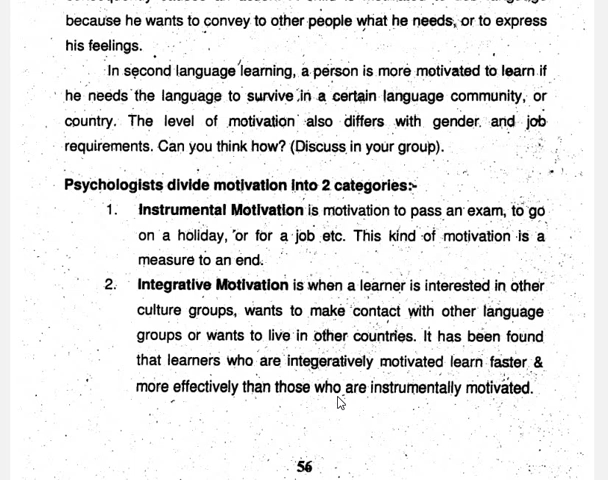 because he wants to convey to other people what he needs, or to express
his feelings.
In second language learning, a person is more motivated to learn if
he needs the language to survive in a certain language community, or
country. The level of motivation also differs with gender and job
requirements. Can you think how? (Discuss in your group).
Psychologists divide motivation into 2 categories:-
1. Instrumental Motivation is motivation to pass an exam, to go
on a holiday, or for a job etc. This kind of motivation is a
measure to an end.
2. Integrative Motivation is when a learner is interested in other
culture groups, wants to make contact with other language
groups or wants to live in other countries. It has been found
that learners who are integeratively motivated learn faster &
more effectively than those who are instrumentally motivated.
56